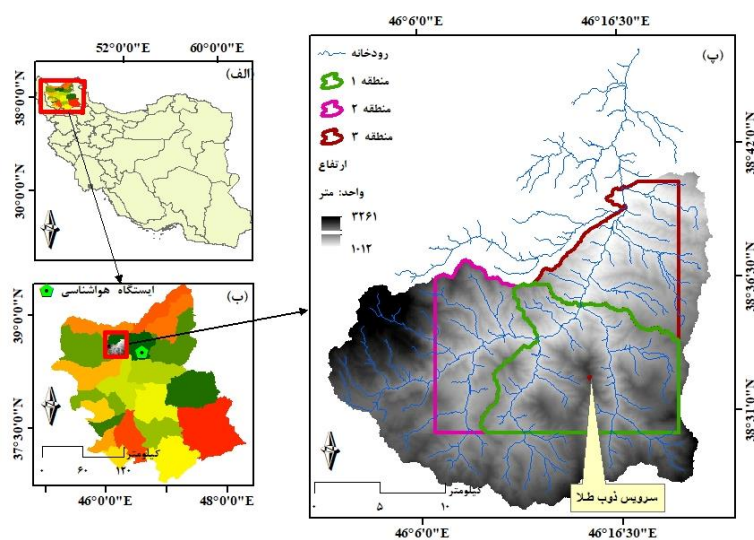 52°0'0"E
60°0'0"E
(الف)
38°0'0"N
30°0'0"N
ایستگاه هواشناسی
(ب)
39°0'0"N
37°30'0"N
کیلومتر
۰ ۶۰ ۱۲۰
46°0'0"E
48°0'0"E
46°6'0"E
46°16'30"E
(پ)
رودخانه
منطقه ۱
منطقه ۲
منطقه ۳
ارتفاع
واحد: متر
۳۲۶۱
۱۰۱۲
38°42'0"N
38°36'30"N
38°31'0"N
کیلومتر
۰ ۵ ۱۰
سرویس ذوب طلا
46°6'0"E
46°16'30"E